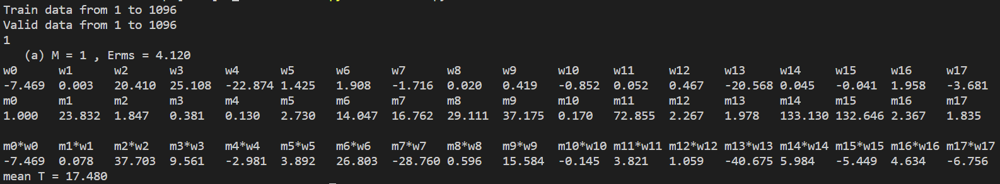 Train data from 1 to 1096
Valid data from 1 to 1096
1
(a) M = 1 , Erms = 4.120
w0 w1 w2 w3 w4 w5 w6 w7 w8 w9 w10 w11 w12 w13 w14 w15 w16 w17
-7.469 0.003 20.410 25.108 -22.874 1.425 1.908 -1.716 0.020 0.419 -0.852 0.052 0.467 -20.568 0.045 -0.041 1.958 -3.681
m0 m1 m2 m3 m4 m5 m6 m7 m8 m9 m10 m11 m12 m13 m14 m15 m16 m17
1.000 23.832 1.847 0.381 0.130 2.730 14.047 16.762 29.111 37.175 0.170 72.855 2.267 1.978 133.130 132.646 2.367 1.835
m0*w0 m1*w1 m2*w2 m3*w3 m4*w4 m5*w5 m6*w6 m7*w7 m8*w8 m9*w9 m10*w10 m11*w11 m12*w12 m13*w13 m14*w14 m15*w15 m16*w16 m17*w17
-7.469 0.078 37.703 9.561 -2.981 3.892 26.803 -28.760 0.596 15.584 -0.145 3.821 1.059 -40.675 5.984 -5.449 4.634 -6.756
mean T = 17.480